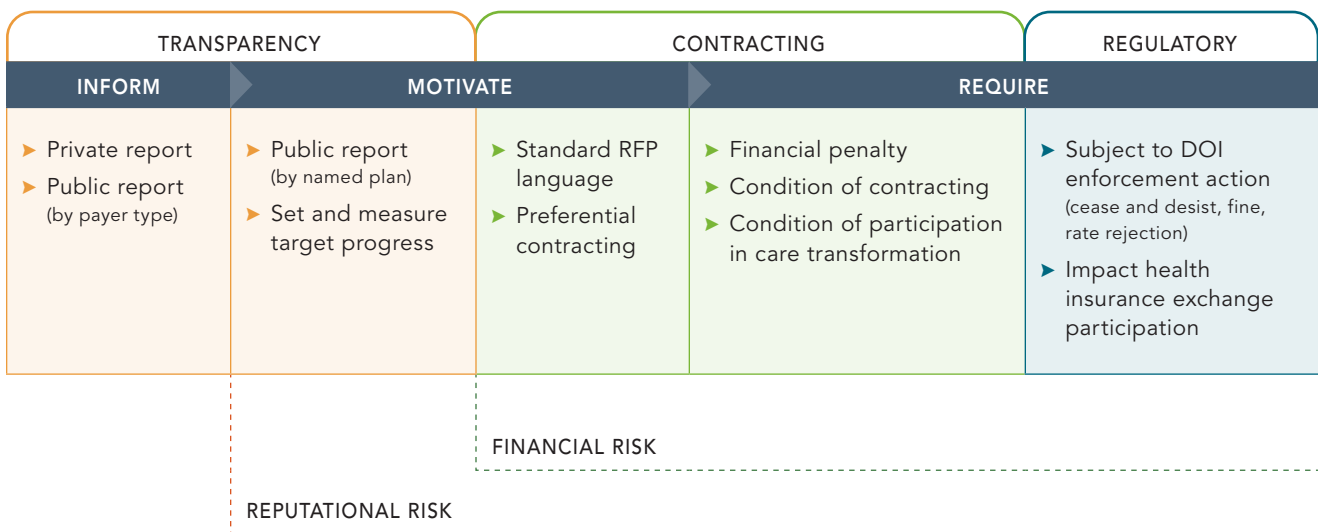 TRANSPARENCY
CONTRACTING
REGULATORY
INFORM
MOTIVATE
REQUIRE
➤ Private report
➤ Public report
(by payer type)
➤ Public report
(by named plan)
➤ Set and measure
target progress
➤ Standard RFP
language
➤ Preferential
contracting
➤ Financial penalty
➤ Condition of contracting
➤ Condition of participation
in care transformation
➤ Subject to DOI
enforcement action
(cease and desist, fine,
rate rejection)
➤ Impact health
insurance exchange
participation
FINANCIAL RISK
REPUTATIONAL RISK